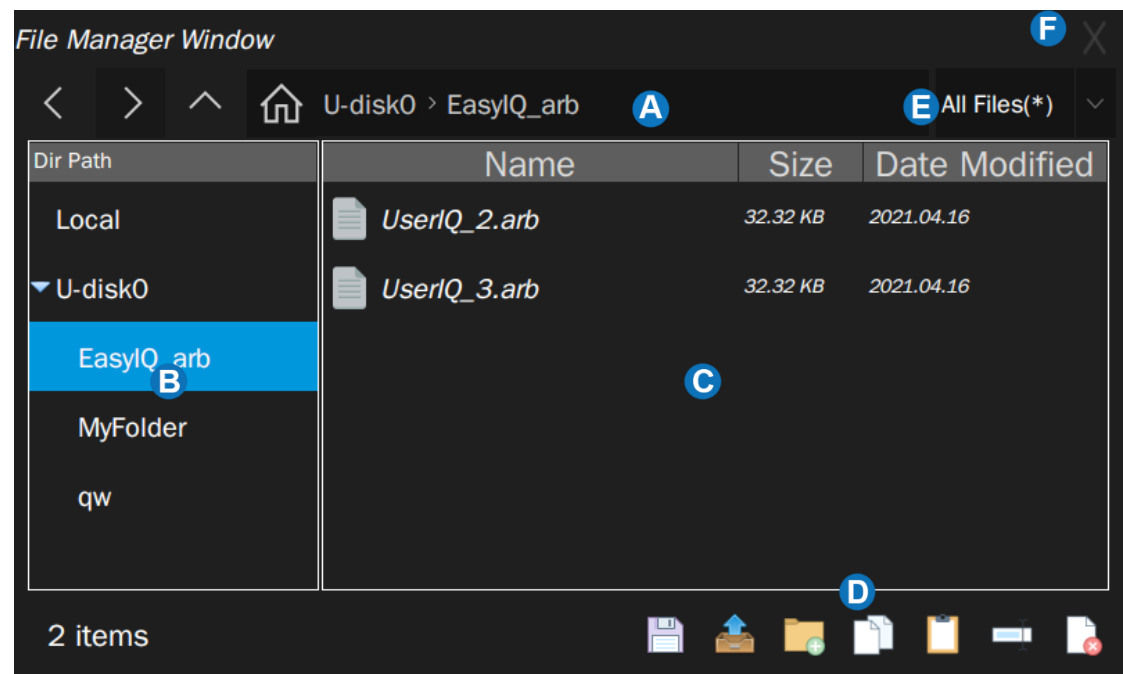 File Manager Window F X
U-disk0 > EasyIQ_arb A E All Files(*)
Dir Path Name Size Date Modified
Local UserIQ_2.arb 32.32 KB 2021.04.16
U-disk0 UserIQ_3.arb 32.32 KB 2021.04.16
EasyIQ_arb
B C
MyFolder
qw
D
2 items